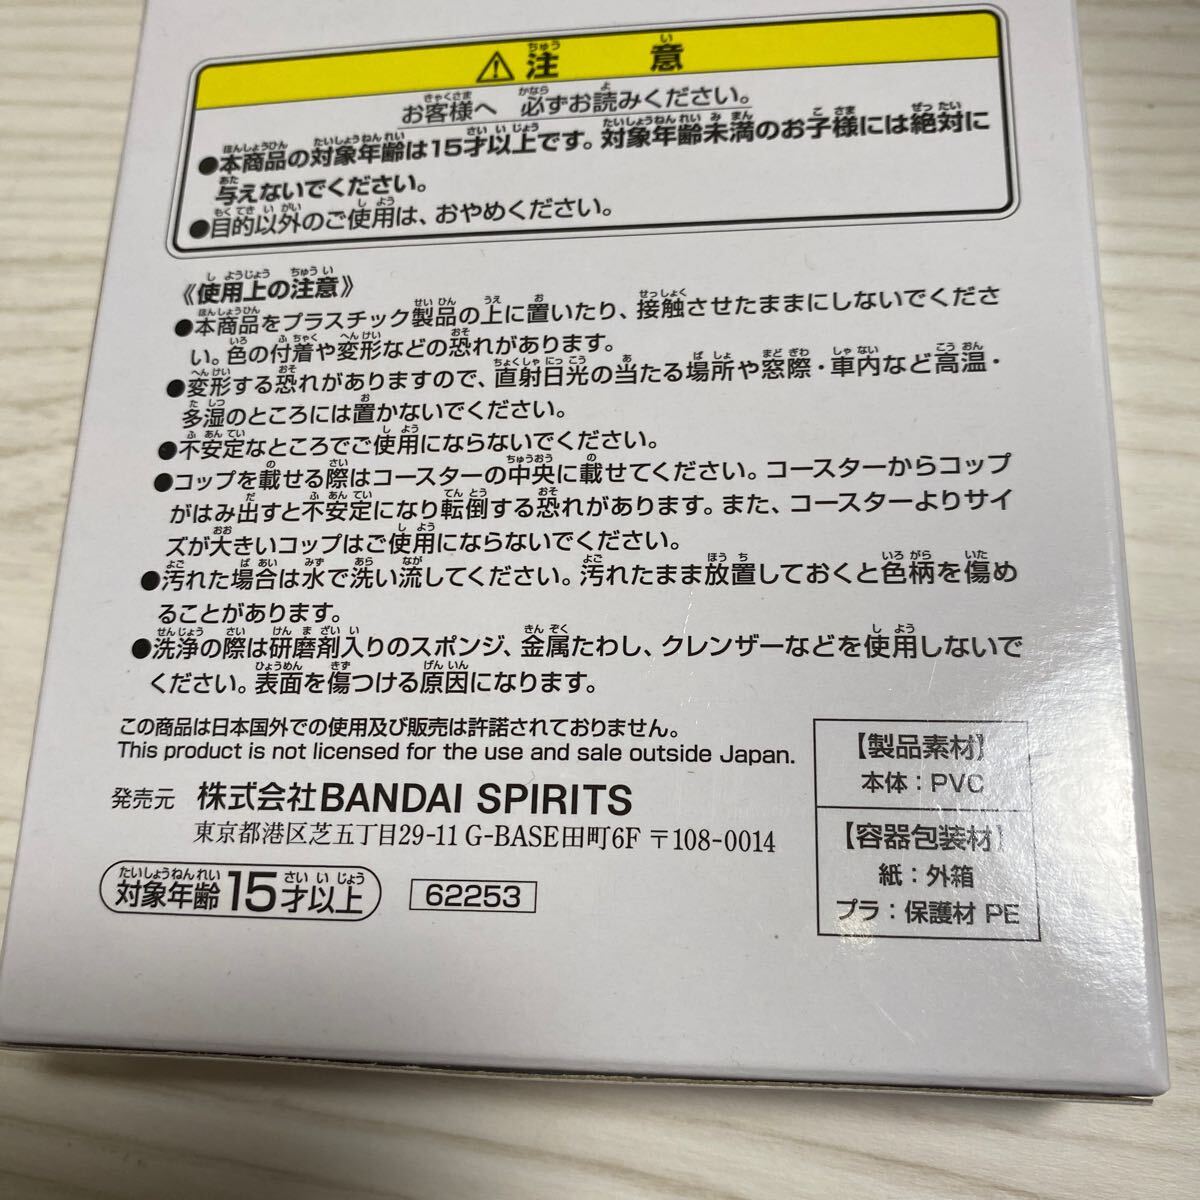 ⚠注意
お客様へ 必ずお読みください。
●本商品の対象年齢は15才以上です。対象年齢未満のお子様には絶対に
与えないでください。
●目的以外のご使用は、おやめください。
《使用上の注意》
●本商品をプラスチック製品の上に置いたり、接触させたままにしないでくださ
い。色の付着や変形などの恐れがあります。
●変形する恐れがありますので、直射日光の当たる場所や窓際・車内など高温・
多湿のところには置かないでください。
●不安定なところでご使用にならないでください。
●コップを載せる際はコースターの中央に載せてください。コースターからコップ
がはみ出すと不安定になり転倒する恐れがあります。また、コースターよりサイ
ズが大きいコップはご使用にならないでください。
●汚れた場合は水で洗い流してください。汚れたまま放置しておくと色柄を傷め
ることがあります。
●洗浄の際は研磨剤入りのスポンジ、金属たわし、クレンザーなどを使用しないで
ください。表面を傷つける原因になります。
この商品は日本国外での使用及び販売は許諾されておりません。
This product is not licensed for the use and sale outside Japan.
発売元 株式会社BANDAI SPIRITS
東京都港区芝五丁目29-11 G-BASE田町6F 〒108-0014
対象年齢15才以上
62253
【製品素材】
本体：PVC
【容器包装材】
紙：外箱
プラ：保護材 PE